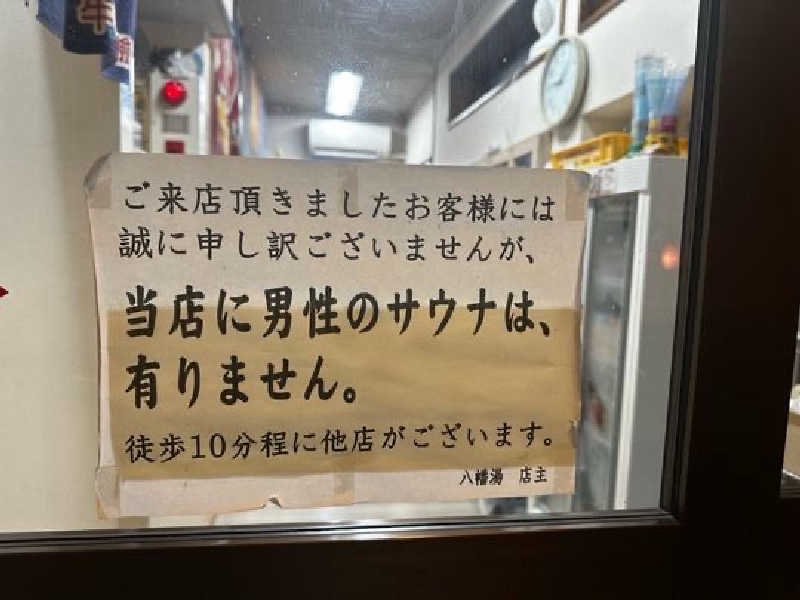 牛
ご来店頂きましたお客様には
誠に申し訳ございませんが、
当店に男性のサウナは、
有りません。
徒歩10分程に他店がございます。
八幡湯 店主